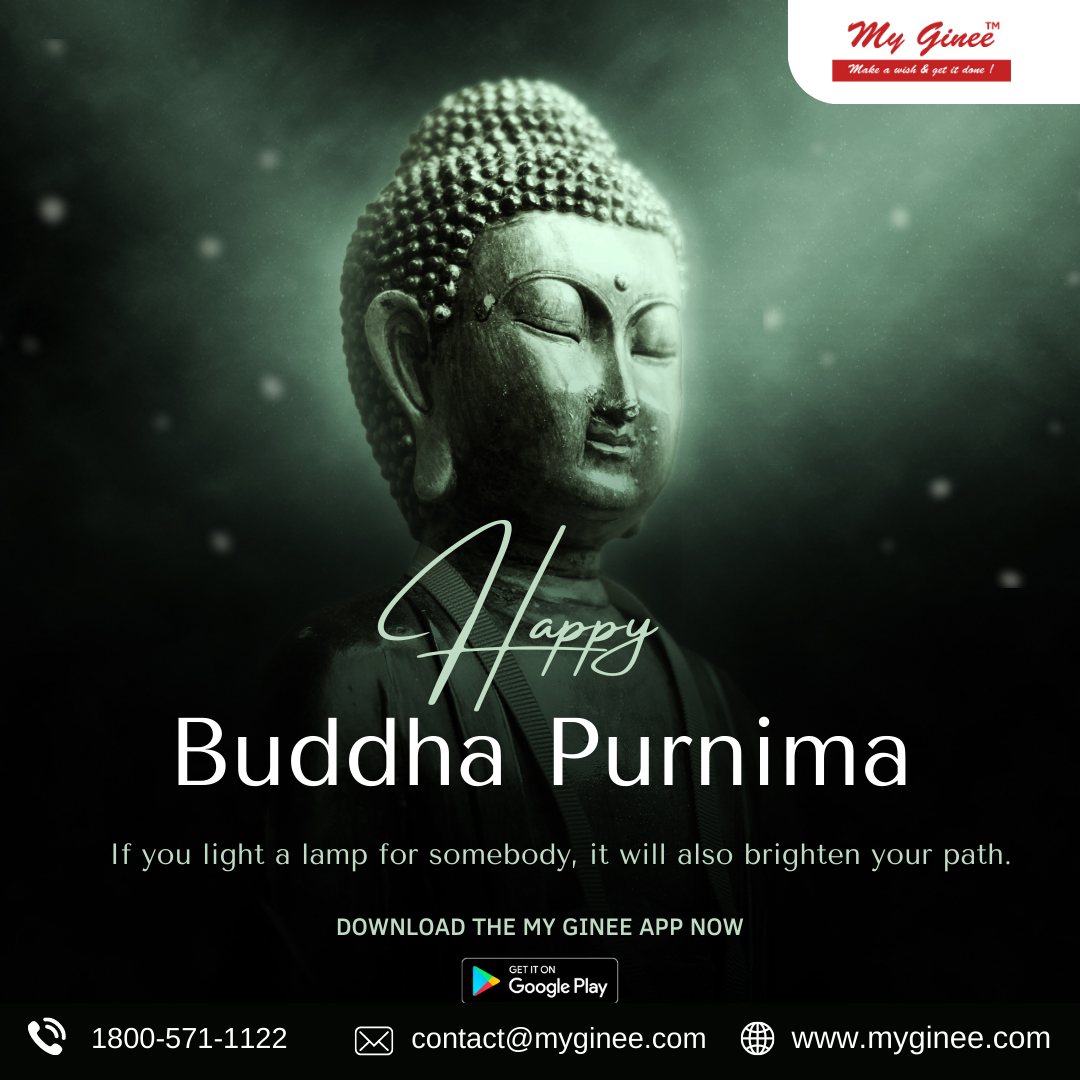 My Ginee™
Make a wish & get it done !
Happy
Buddha Purnima
If you light a lamp for somebody, it will also brighten your path.
DOWNLOAD THE MY GINEE APP NOW
GET IT ON
Google Play
1800-571-1122 contact@myginee.com www.myginee.com